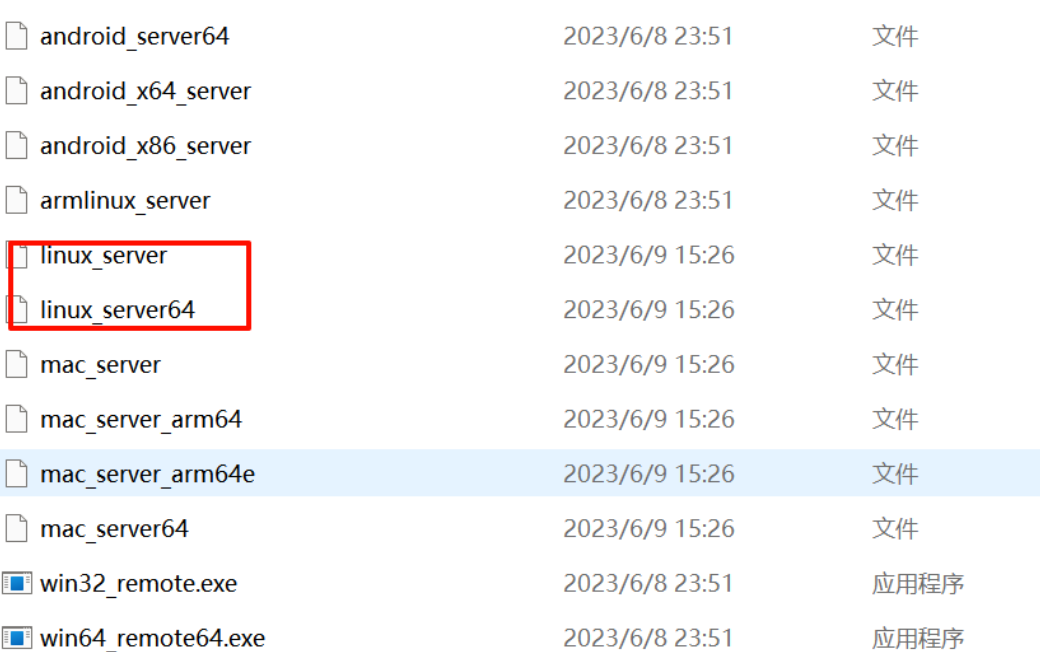 android_server64 2023/6/8 23:51 文件
android_x64_server 2023/6/8 23:51 文件
android_x86_server 2023/6/8 23:51 文件
armlinux_server 2023/6/8 23:51 文件
linux_server 2023/6/9 15:26 文件
linux_server64 2023/6/9 15:26 文件
mac_server 2023/6/9 15:26 文件
mac_server_arm64 2023/6/9 15:26 文件
mac_server_arm64e 2023/6/9 15:26 文件
mac_server64 2023/6/9 15:26 文件
win32_remote.exe 2023/6/8 23:51 应用程序
win64_remote64.exe 2023/6/8 23:51 应用程序